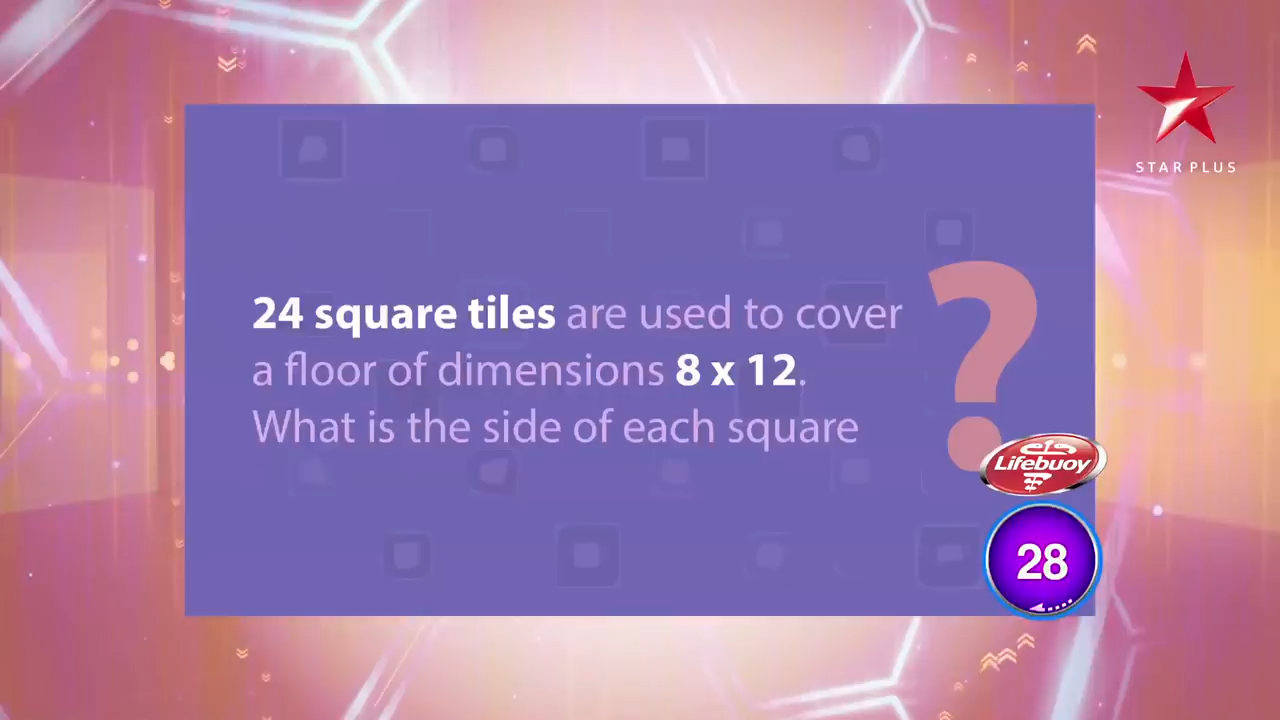 STAR PLUS
24 square tiles are used to cover
a floor of dimensions 8 x 12.
What is the side of each square
?
Lifebuoy
28